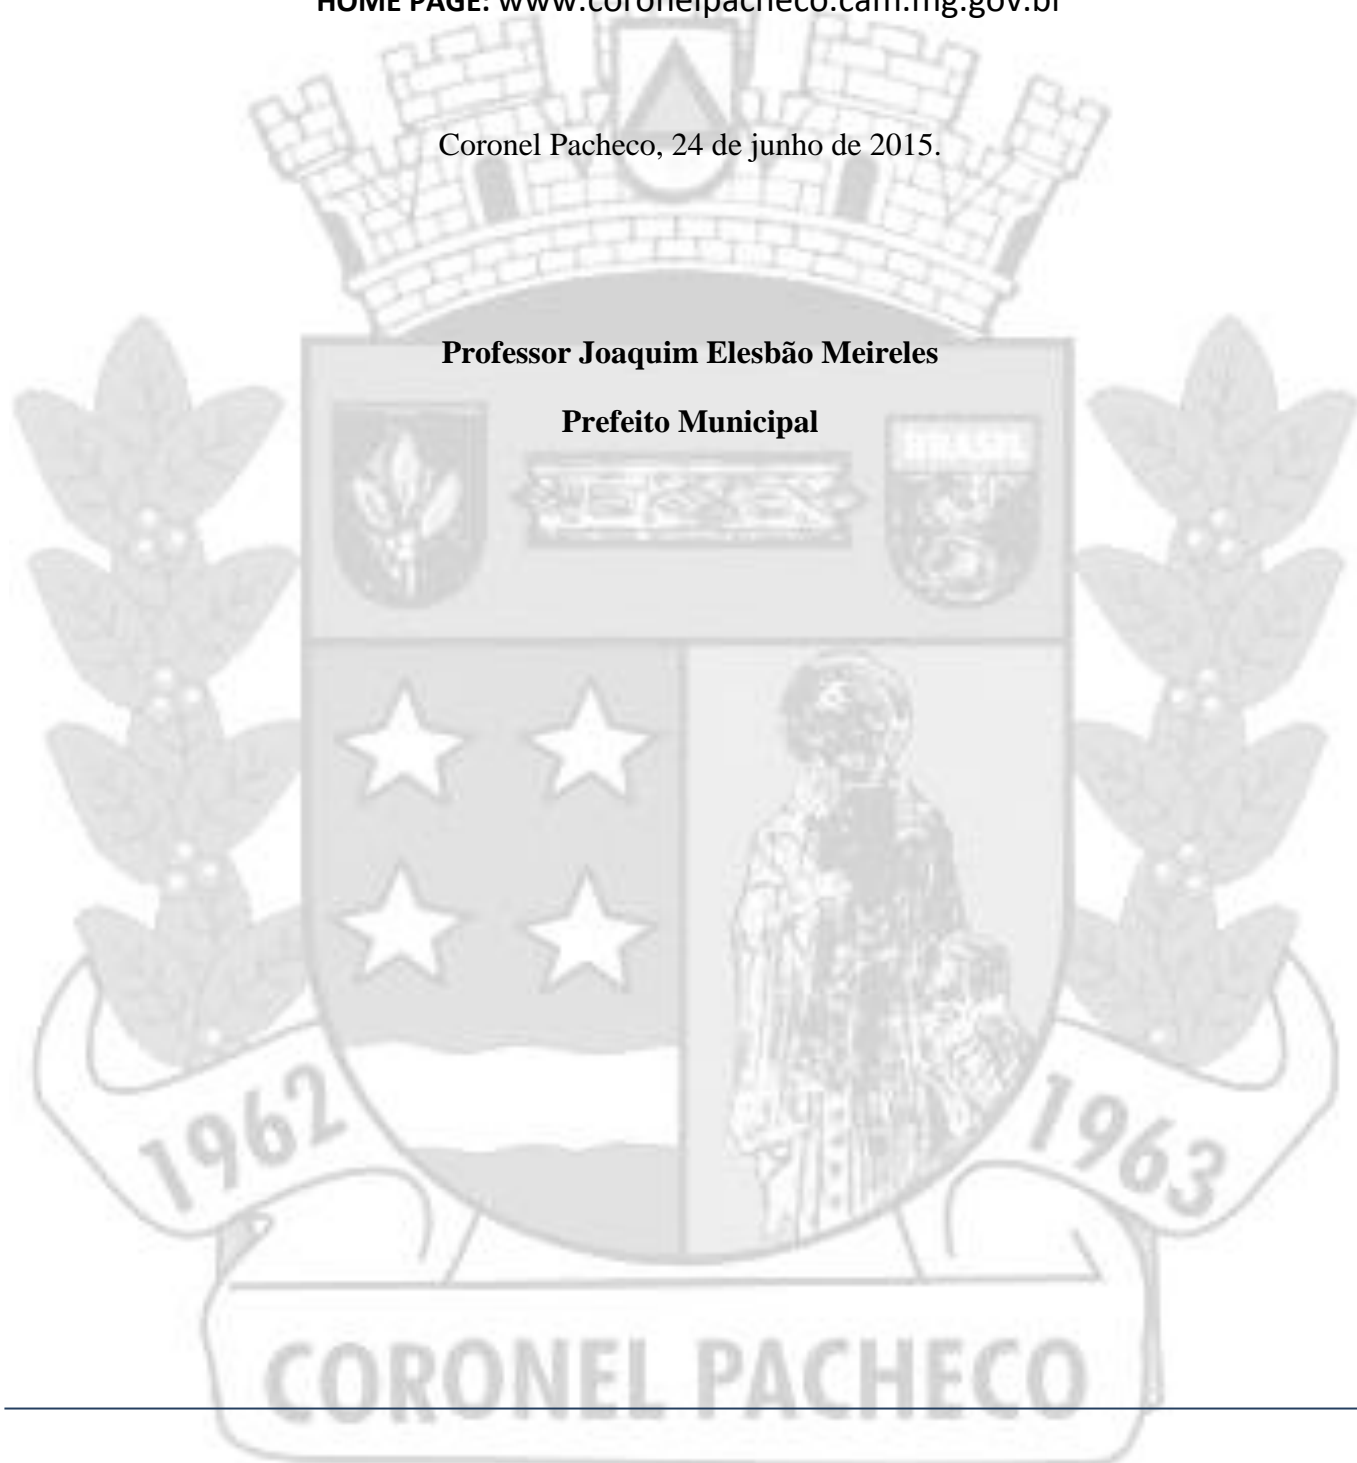 HOME PAGE: www.coronelpacheco.cam.mg.gov.br
Coronel Pacheco, 24 de junho de 2015.
Professor Joaquim Elesbão Meireles
Prefeito Municipal
BRASIL
1962
1963
CORONEL PACHECO